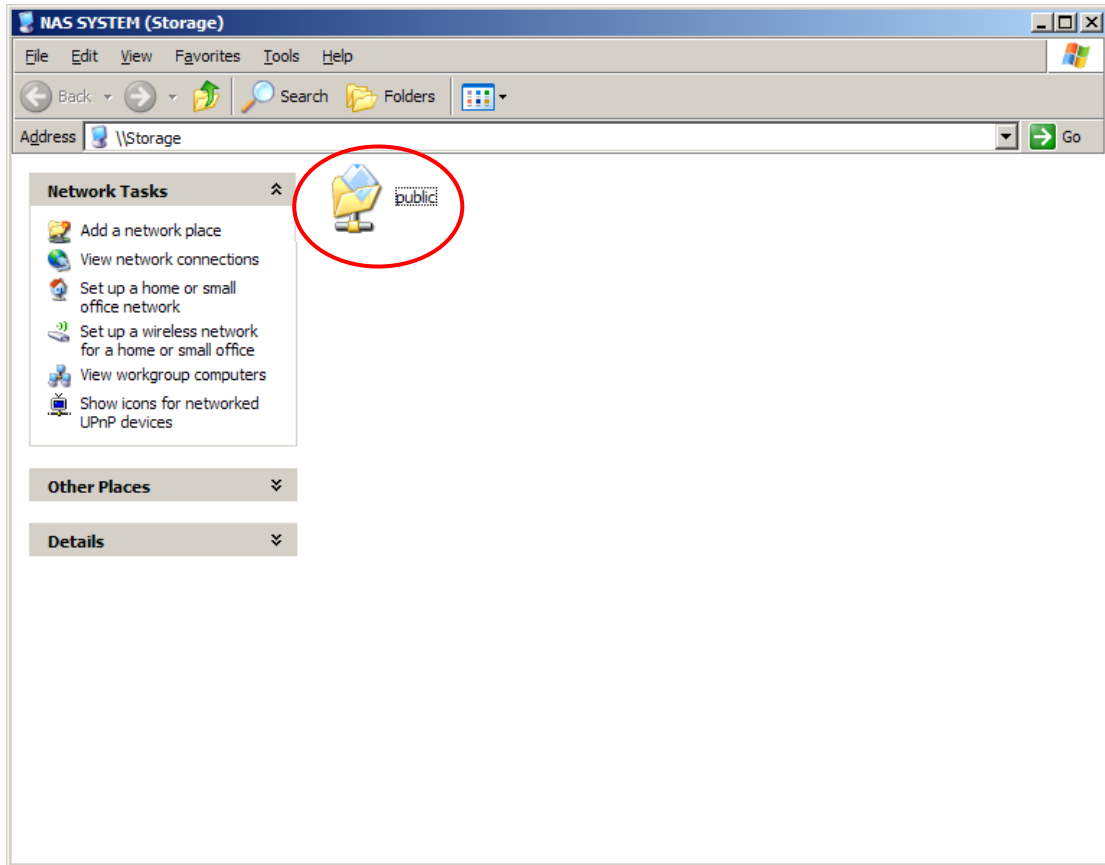 NAS SYSTEM (Storage)
File Edit View Favorites Tools Help
Back Search Folders
Address \\Storage Go
Network Tasks
Add a network place
View network connections
Set up a home or small
office network
Set up a wireless network
for a home or small office
View workgroup computers
Show icons for networked
UPnP devices
Other Places
Details
public